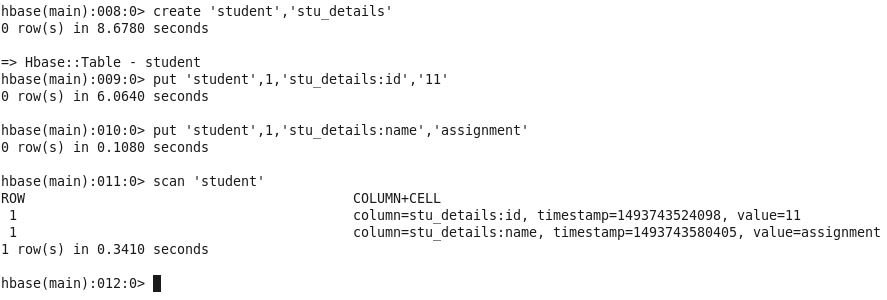 hbase(main):008:0> create 'student','stu_details'
0 row(s) in 8.6780 seconds
=> Hbase::Table - student
hbase(main):009:0> put 'student',1,'stu_details:id','11'
0 row(s) in 6.0640 seconds
hbase(main):010:0> put 'student',1,'stu_details:name','assignment'
0 row(s) in 0.1080 seconds
hbase(main):011:0> scan 'student'
ROW COLUMN+CELL
1 column=stu_details:id, timestamp=1493743524098, value=11
1 column=stu_details:name, timestamp=1493743580405, value=assignment
1 row(s) in 0.3410 seconds
hbase(main):012:0>